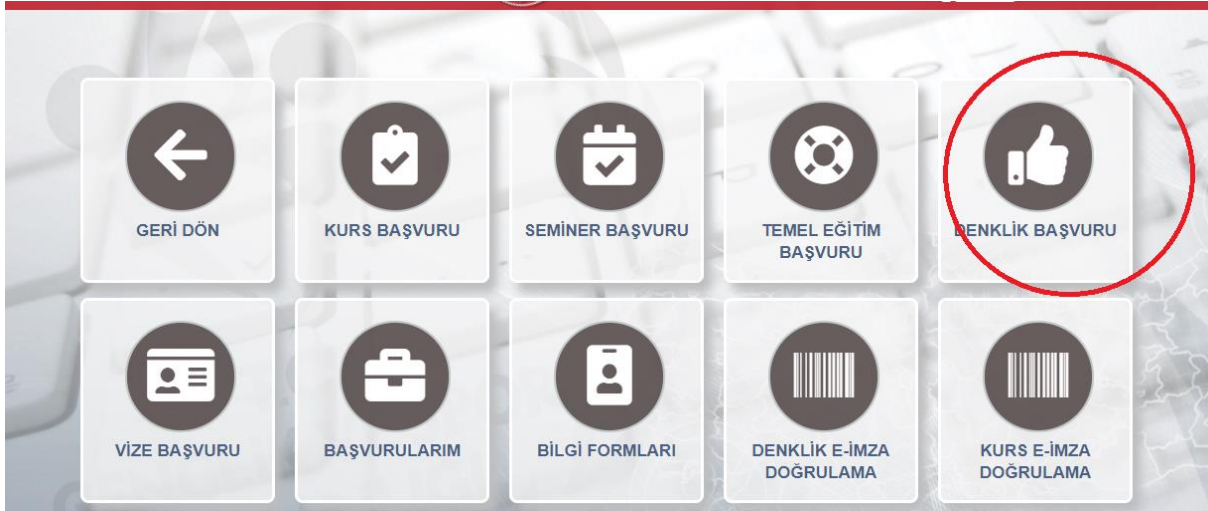 GERİ DÖN
KURS BAŞVURU
SEMİNER BAŞVURU
TEMEL EĞİTİM
BAŞVURU
DENKLİK BAŞVURU
VİZE BAŞVURU
BAŞVURULARIM
BİLGİ FORMLARI
DENKLİK E-İMZA
DOĞRULAMA
KURS E-İMZA
DOĞRULAMA